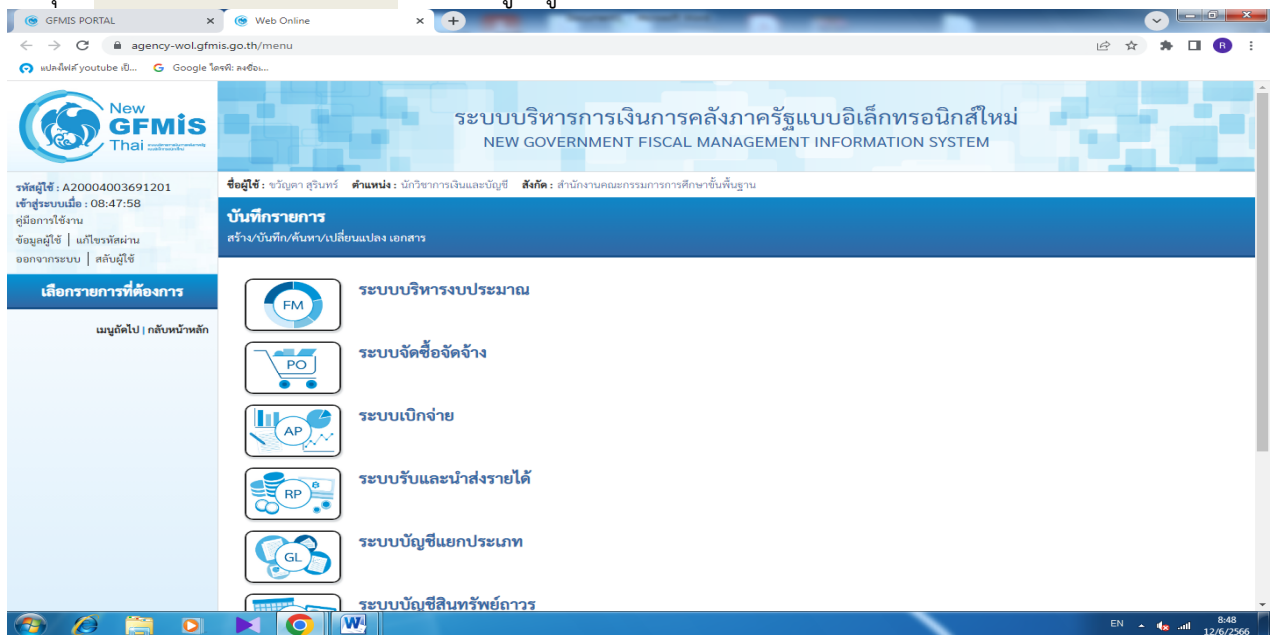 GFMIS PORTAL
Web Online
agency-wol.gfmis.go.th/menu
แปลงไฟล์ youtube เป็...
Google ไดรฟ์: ลงชื่อเ...
New
GFMIS
Thai
ระบบบริหารการเงินการคลังภาครัฐแบบอิเล็กทรอนิกส์ใหม่
NEW GOVERNMENT FISCAL MANAGEMENT INFORMATION SYSTEM
รหัสผู้ใช้ : A20004003691201
เข้าสู่ระบบเมื่อ : 08:47:58
คู่มือการใช้งาน
ข้อมูลผู้ใช้ | แก้ไขรหัสผ่าน
ออกจากระบบ | สลับผู้ใช้
เลือกรายการที่ต้องการ
เมนูถัดไป | กลับหน้าหลัก
ชื่อผู้ใช้ : ขวัญตา สุรินทร์ ตำแหน่ง : นักวิชาการเงินและบัญชี สังกัด : สำนักงานคณะกรรมการการศึกษาขั้นพื้นฐาน
บันทึกรายการ
สร้าง/บันทึก/ค้นหา/เปลี่ยนแปลง เอกสาร
FM ระบบบริหารงบประมาณ
PO ระบบจัดซื้อจัดจ้าง
AP ระบบเบิกจ่าย
RP ระบบรับและนำส่งรายได้
GL ระบบบัญชีแยกประเภท
ระบบบัญชีสินทรัพย์ถาวร
EN
8:48
12/6/2566